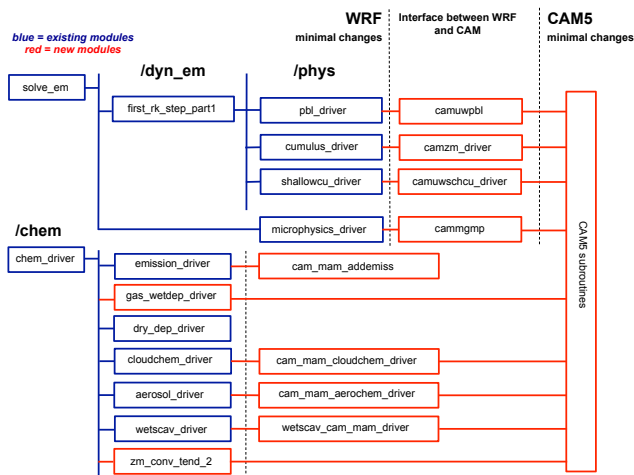 WRF
minimal changes
Interface between WRF
and CAM
CAM5
minimal changes
blue = existing modules
red = new modules
/dyn_em
/phys
solve_em
first_rk_step_part1
pbl_driver
camuwpbl
cumulus_driver
camzm_driver
shallowcu_driver
camuwschcu_driver
microphysics_driver
cammgmp
CAM5 subroutines
/chem
chem_driver
emission_driver
cam_mam_addemiss
gas_wetdep_driver
dry_dep_driver
cloudchem_driver
cam_mam_cloudchem_driver
aerosol_driver
cam_mam_aerochem_driver
wetscav_driver
wetscav_cam_mam_driver
zm_conv_tend_2